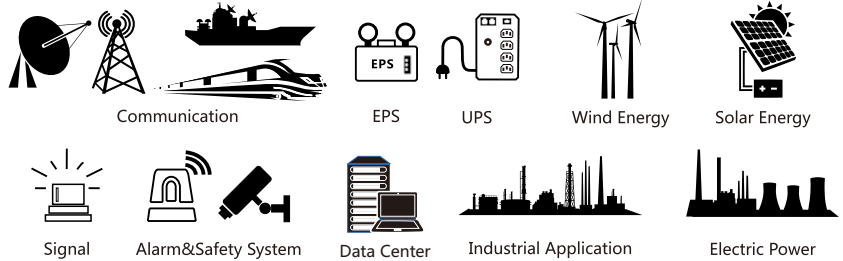 EPS
Communication
EPS
UPS
Wind Energy
Solar Energy
Signal
Alarm&Safety System
Data Center
Industrial Application
Electric Power